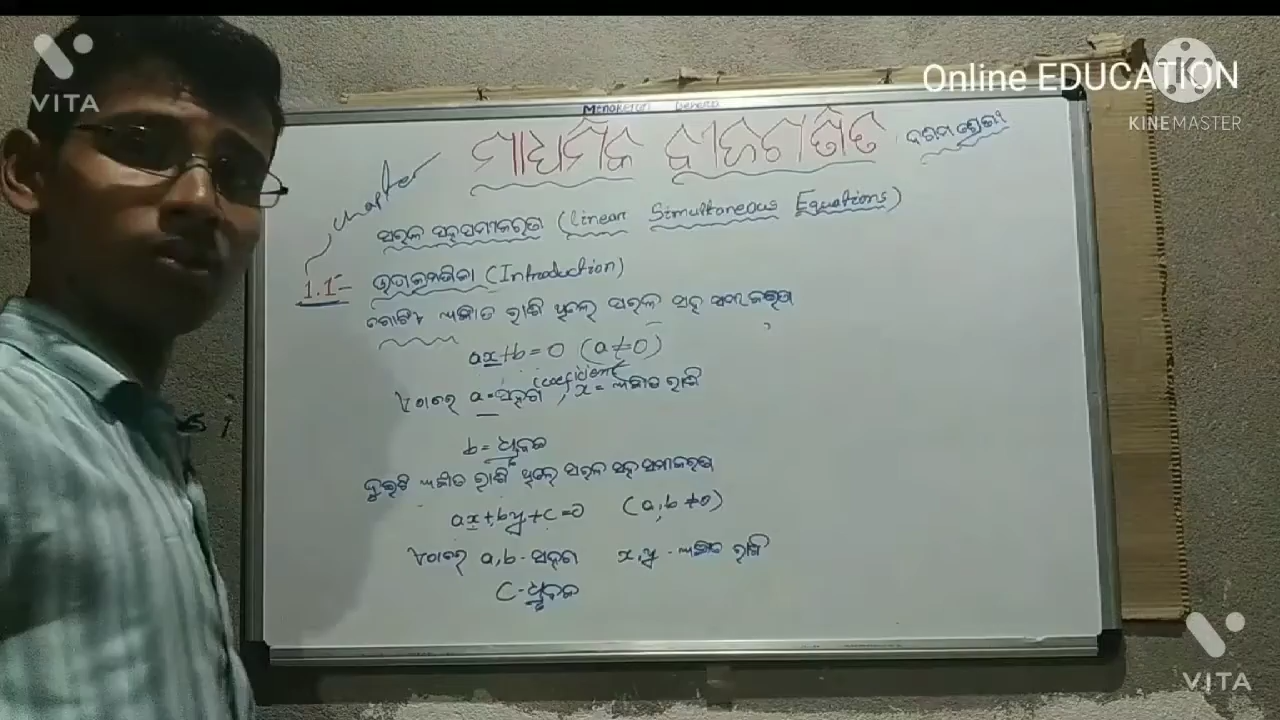 VITA
Online EDUCATION
KINEMASTER
ମାଧ୍ୟମିକ ବୀଜଗଣିତ
chapter
ସରଳ ସହସମୀକରଣ (Linear Simultaneous Equations)
1.1:- ଉପକ୍ରମଣିକା (Introduction)
ଗୋଟିଏ ଅଜ୍ଞାତ ରାଶି ଥିଲେ ସରଳ ସହ ସମୀକରଣ
ax+b=0 (a≠0)
(coefficient)
ଏଠାରେ a-ସହଗ, x= ଅଜ୍ଞାତ ରାଶି
b= ଧ୍ରୁବକ
ଦୁଇଟି ଅଜ୍ଞାତ ରାଶି ଥିଲେ ସରଳ ସହ ସମୀକରଣ
ax+by+c=0 (a,b≠0)
ଏଠାରେ a,b-ସହଗ x,y-ଅଜ୍ଞାତ ରାଶି
C-ଧ୍ରୁବକ
VITA